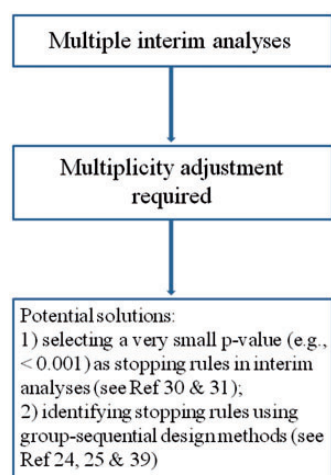 Multiple interim analyses
Multiplicity adjustment
required
Potential solutions:
1) selecting a very small p-value (e.g.,
< 0.001) as stopping rules in interim
analyses (see Ref 30 & 31);
2) identifying stopping rules using
group-sequential design methods (see
Ref 24, 25 & 39)